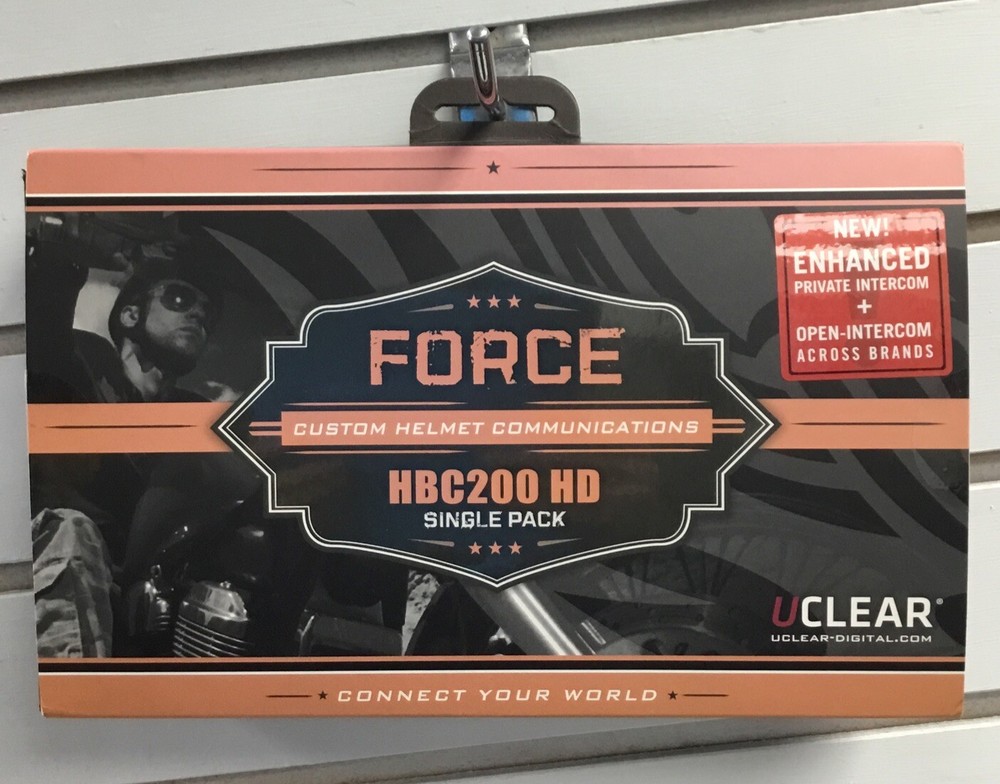 NEW!
ENHANCED
PRIVATE INTERCOM
+
OPEN-INTERCOM
ACROSS BRANDS
FORCE
CUSTOM HELMET COMMUNICATIONS
HBC200 HD
SINGLE PACK
UCLEAR®
UCLEAR-DIGITAL.COM
CONNECT YOUR WORLD